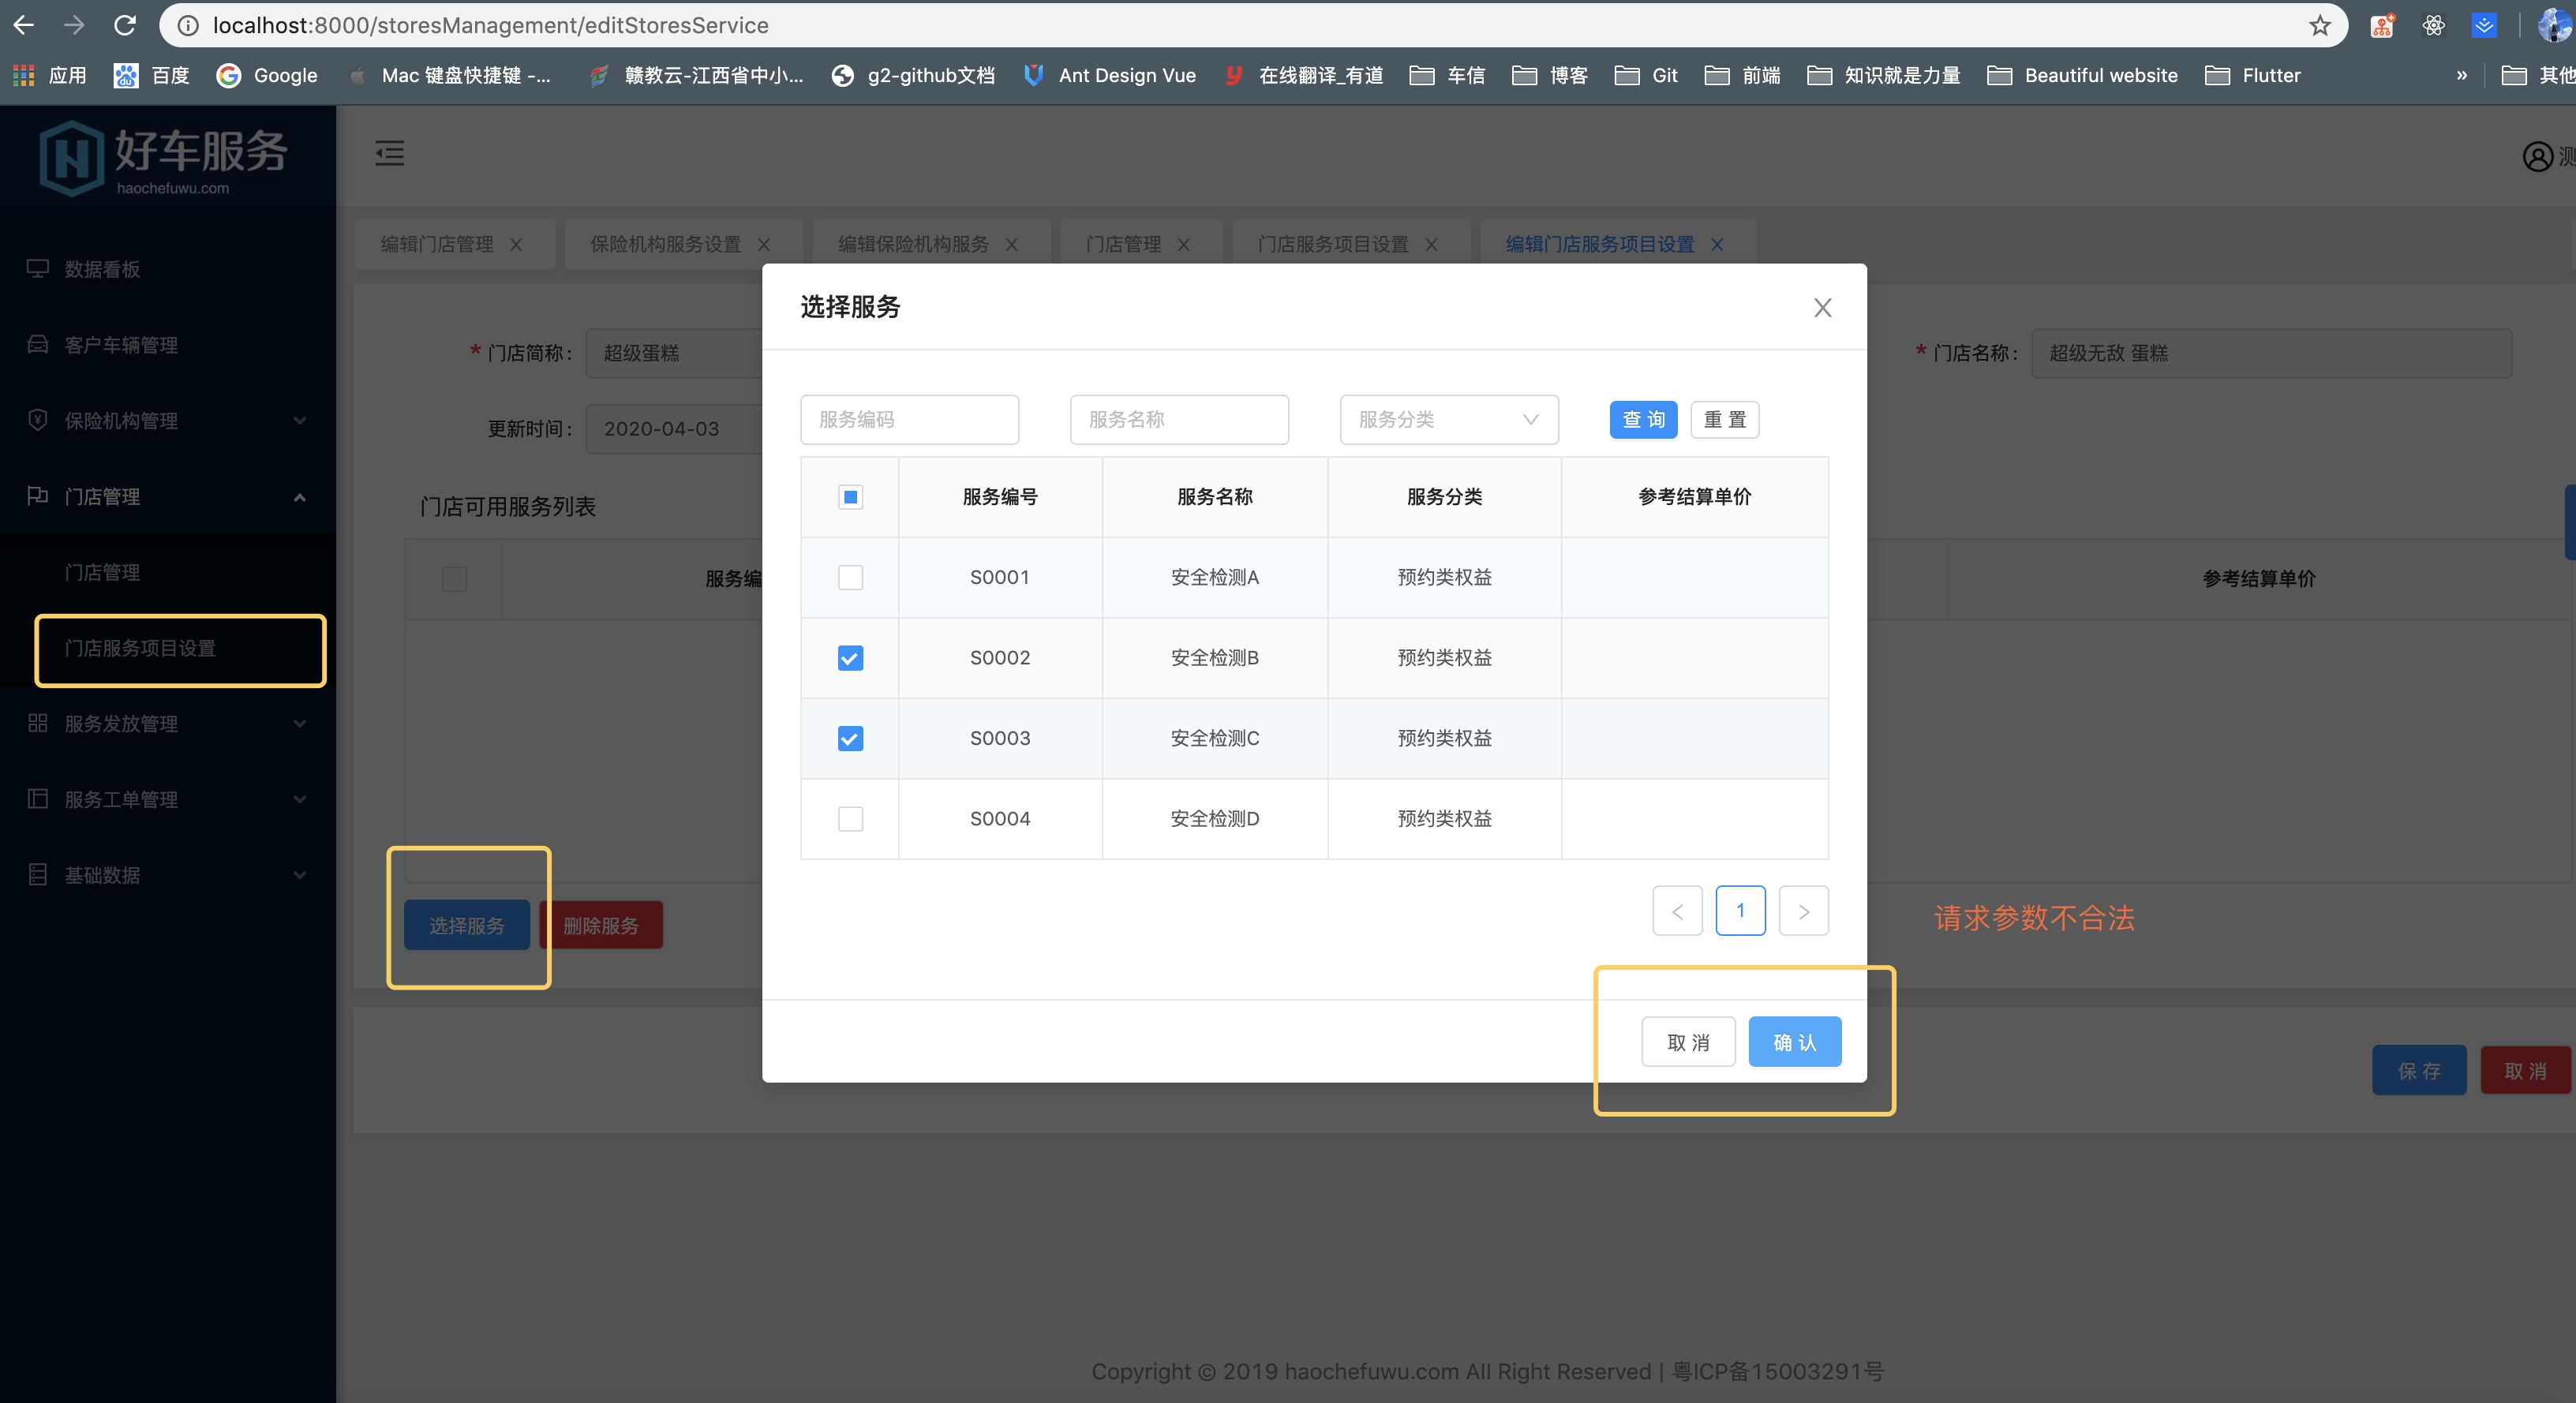 localhost:8000/storesManagement/editStoresService
应用 百度 Google Mac 键盘快捷键 -... 赣教云-江西省中小... g2-github文档 Ant Design Vue 在线翻译_有道 车信 博客 Git 前端 知识就是力量 Beautiful website Flutter » 其他
好车服务
haochefuwu.com
测
编辑门店管理 X 保险机构服务设置 X 编辑保险机构服务 X 门店管理 X 门店服务项目设置 X 编辑门店服务项目设置 X
数据看板
客户车辆管理
保险机构管理
门店管理
门店管理
门店服务项目设置
服务发放管理
服务工单管理
基础数据
* 门店简称: 超级蛋糕
* 门店名称: 超级无敌 蛋糕
更新时间: 2020-04-03
门店可用服务列表
服务编
参考结算单价
选择服务 删除服务
选择服务 X
服务编码 服务名称 服务分类 查 询 重 置
服务编号 服务名称 服务分类 参考结算单价
S0001 安全检测A 预约类权益
S0002 安全检测B 预约类权益
S0003 安全检测C 预约类权益
S0004 安全检测D 预约类权益
< 1 >
请求参数不合法
取 消 确 认
保 存 取 消
Copyright © 2019 haochefuwu.com All Right Reserved | 粤ICP备15003291号